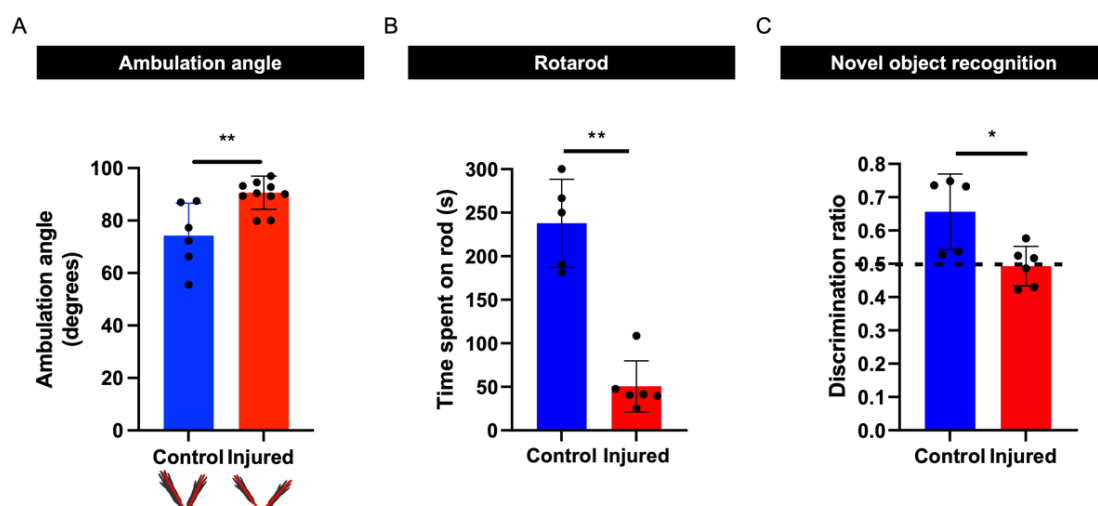 A
Ambulation angle
**
100
80
60
40
20
0
Ambulation angle
(degrees)
Control Injured
B
Rotarod
**
300
250
200
150
100
50
0
Time spent on rod (s)
Control Injured
C
Novel object recognition
*
0.8
0.7
0.6
0.5
0.4
0.3
0.2
0.1
0.0
Discrimination ratio
Control Injured